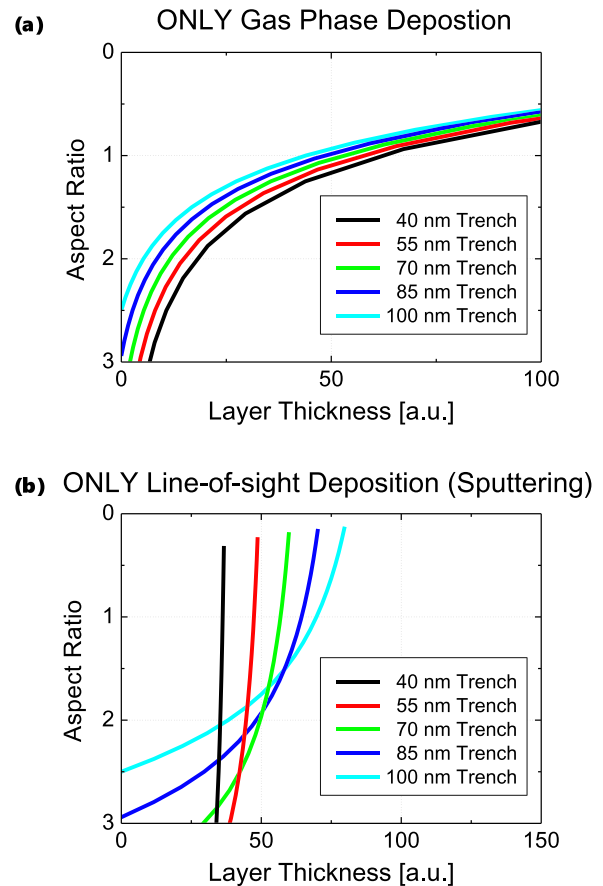 (a) ONLY Gas Phase Depostion
0
1
2
3
Aspect Ratio
40 nm Trench
55 nm Trench
70 nm Trench
85 nm Trench
100 nm Trench
0 50 100
Layer Thickness [a.u.]
(b) ONLY Line-of-sight Deposition (Sputtering)
0
1
2
3
Aspect Ratio
40 nm Trench
55 nm Trench
70 nm Trench
85 nm Trench
100 nm Trench
0 50 100 150
Layer Thickness [a.u.]